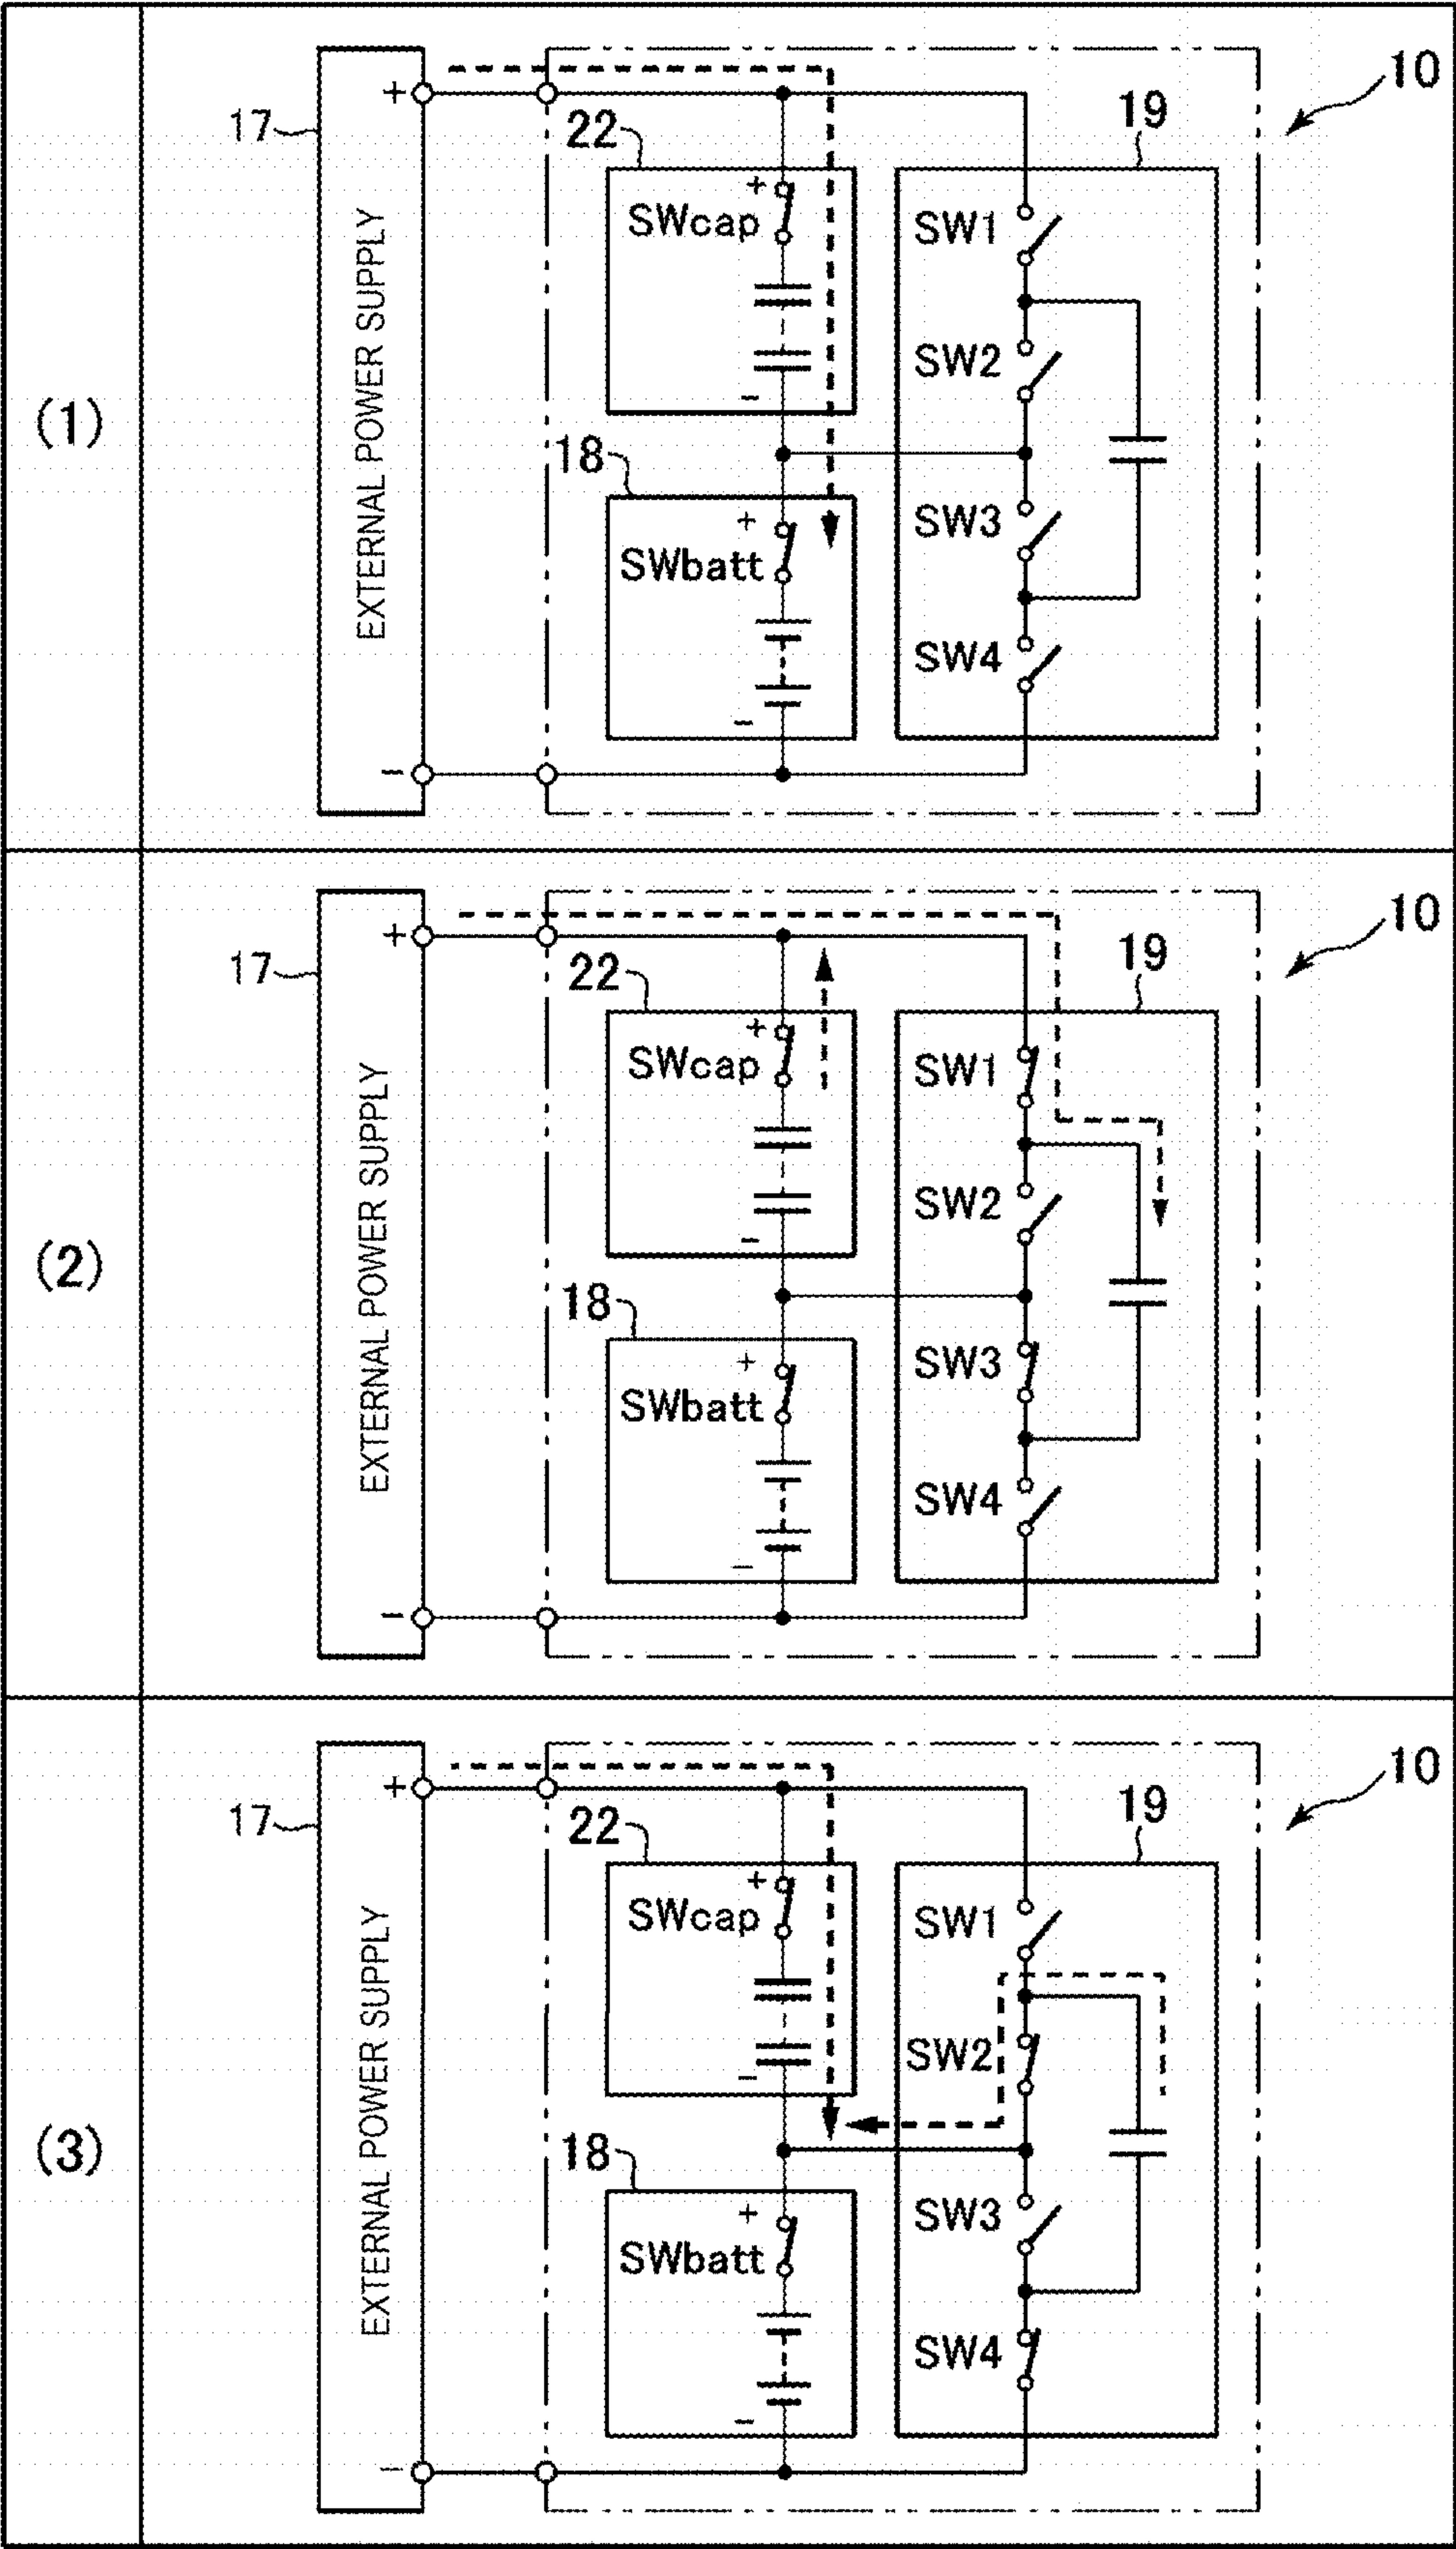 (1)
10
17
+
EXTERNAL POWER SUPPLY
−
22
+
SWcap
−
18
+
SWbatt
−
19
SW1
SW2
SW3
SW4
(2)
10
17
+
EXTERNAL POWER SUPPLY
−
22
+
SWcap
−
18
+
SWbatt
−
19
SW1
SW2
SW3
SW4
(3)
10
17
+
EXTERNAL POWER SUPPLY
−
22
+
SWcap
−
18
+
SWbatt
−
19
SW1
SW2
SW3
SW4